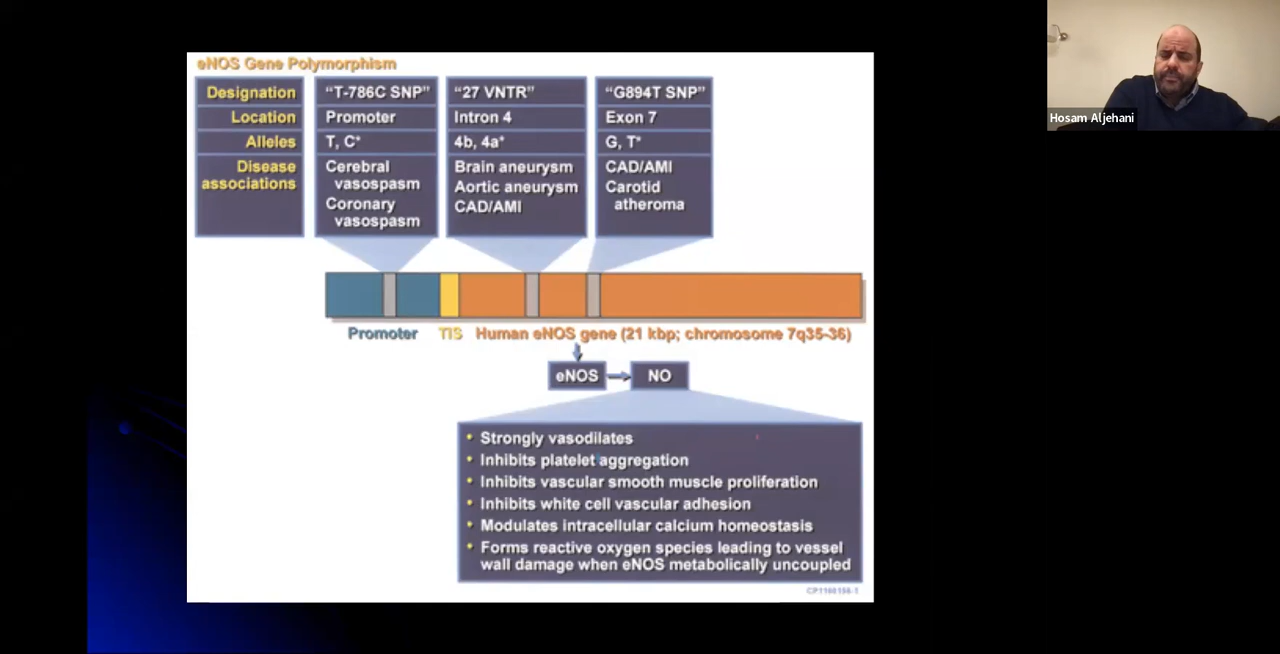 eNOS Gene Polymorphism
Designation
Location
Alleles
Disease
associations
“T-786C SNP”
Promoter
T, C*
Cerebral
vasospasm
Coronary
vasospasm
“27 VNTR”
Intron 4
4b, 4a*
Brain aneurysm
Aortic aneurysm
CAD/AMI
“G894T SNP”
Exon 7
G, T*
CAD/AMI
Carotid
atheroma
Promoter
TIS
Human eNOS gene (21 kbp; chromosome 7q35-36)
eNOS
NO
• Strongly vasodilates
• Inhibits platelet aggregation
• Inhibits vascular smooth muscle proliferation
• Inhibits white cell vascular adhesion
• Modulates intracellular calcium homeostasis
• Forms reactive oxygen species leading to vessel
wall damage when eNOS metabolically uncoupled
Hosam Aljehani